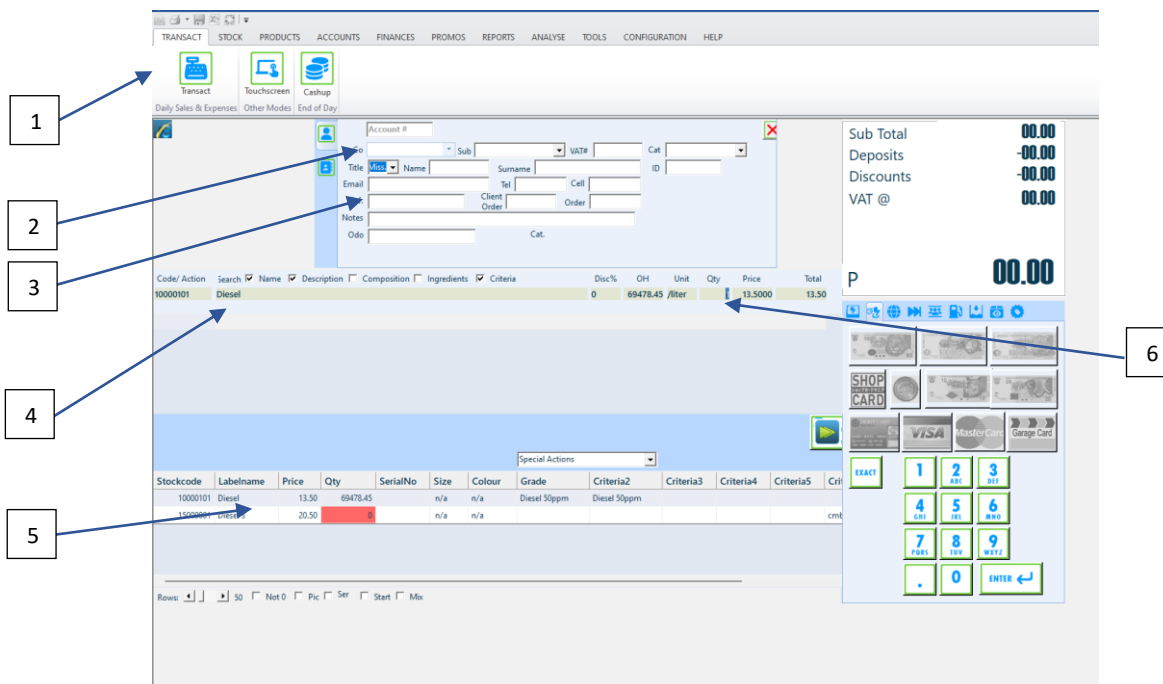 TRANSACT STOCK PRODUCTS ACCOUNTS FINANCES PROMOS REPORTS ANALYSE TOOLS CONFIGURATION HELP
Transact Touchscreen Cashup
Daily Sales & Expenses Other Modes End of Day
1
Account #
Co Sub VAT# Cat
Title Miss. Name Surname ID
Email Tel Cell
Client Order Order
Notes
Odo Cat.
2
3
Sub Total 00.00
Deposits -00.00
Discounts -00.00
VAT @ 00.00
P 00.00
Code/ Action Search Name Description Composition Ingredients Criteria Disc% OH Unit Qty Price Total
10000101 Diesel 0 69478.45 /liter 13.5000 13.50
6
4
SHOP CARD
VISA MasterCard Garage Card
Special Actions
Stockcode Labelname Price Qty SerialNo Size Colour Grade Criteria2 Criteria3 Criteria4 Criteria5
10000101 Diesel 13.50 69478.45 n/a n/a Diesel 50ppm Diesel 50ppm
15000001 20.50 0 n/a n/a
5
EXACT 1 2 ABC 3 DEF
4 GHI 5 JKL 6 MNO
7 PQRS 8 TUV 9 WXYZ
. 0 ENTER
Rows: 50 Not 0 Pic Ser Start Mix